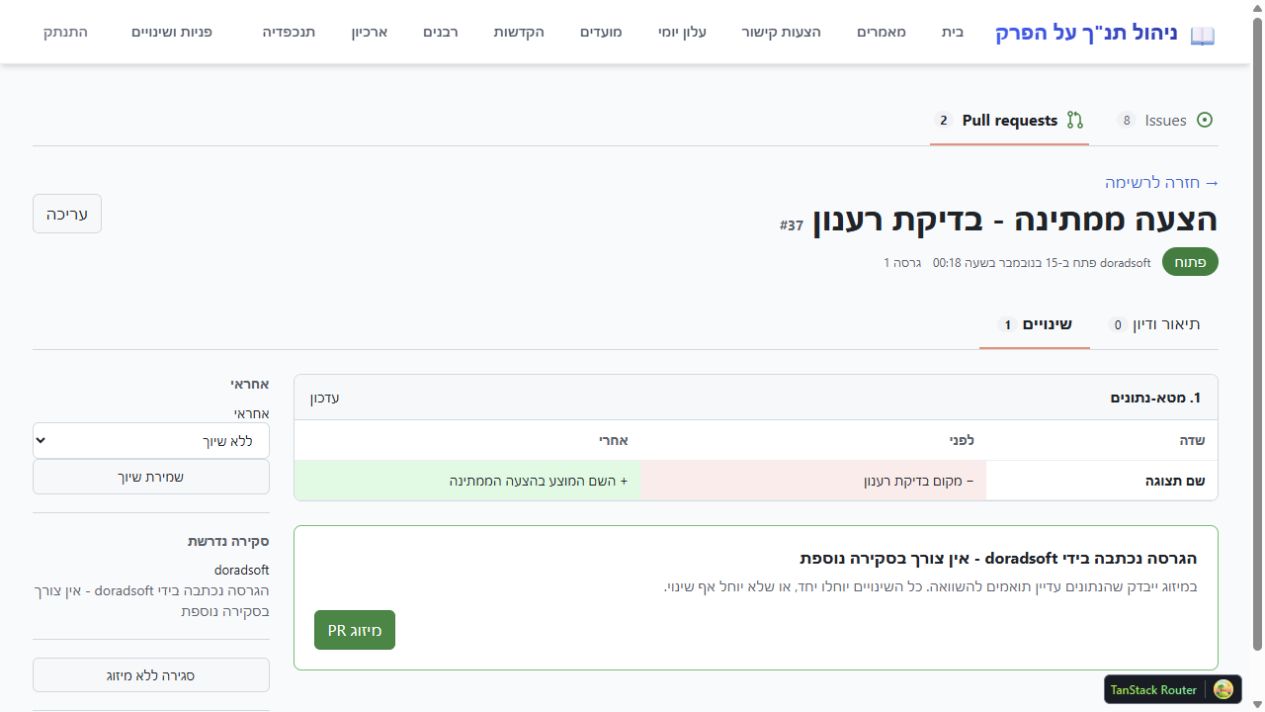 ניהול תנ"ך על הפרק
בית
מאמרים
הצעות קישור
עלון יומי
מועדים
הקדשות
רבנים
ארכיון
תנכפדיה
פניות ושינויים
התנתק
Issues 8
Pull requests 2
→ חזרה לרשימה
הצעה ממתינה - בדיקת רענון #37
עריכה
פתוח
doradsoft פתח ב-15 בנובמבר בשעה 00:18 גרסה 1
תיאור ודיון 0
שינויים 1
1. מטא-נתונים
עדכון
שדה
לפני
אחרי
שם תצוגה
− מקום בדיקת רענון
+ השם המוצע בהצעה הממתינה
הגרסה נכתבה בידי doradsoft - אין צורך בסקירה נוספת
במיזוג ייבדק שהנתונים עדיין תואמים להשוואה. כל השינויים יוחלו יחד, או שלא יוחל אף שינוי.
מיזוג PR
אחראי
אחראי
ללא שיוך
שמירת שיוך
סקירה נדרשת
doradsoft
הגרסה נכתבה בידי doradsoft - אין צורך
בסקירה נוספת
סגירה ללא מיזוג
TanStack Router